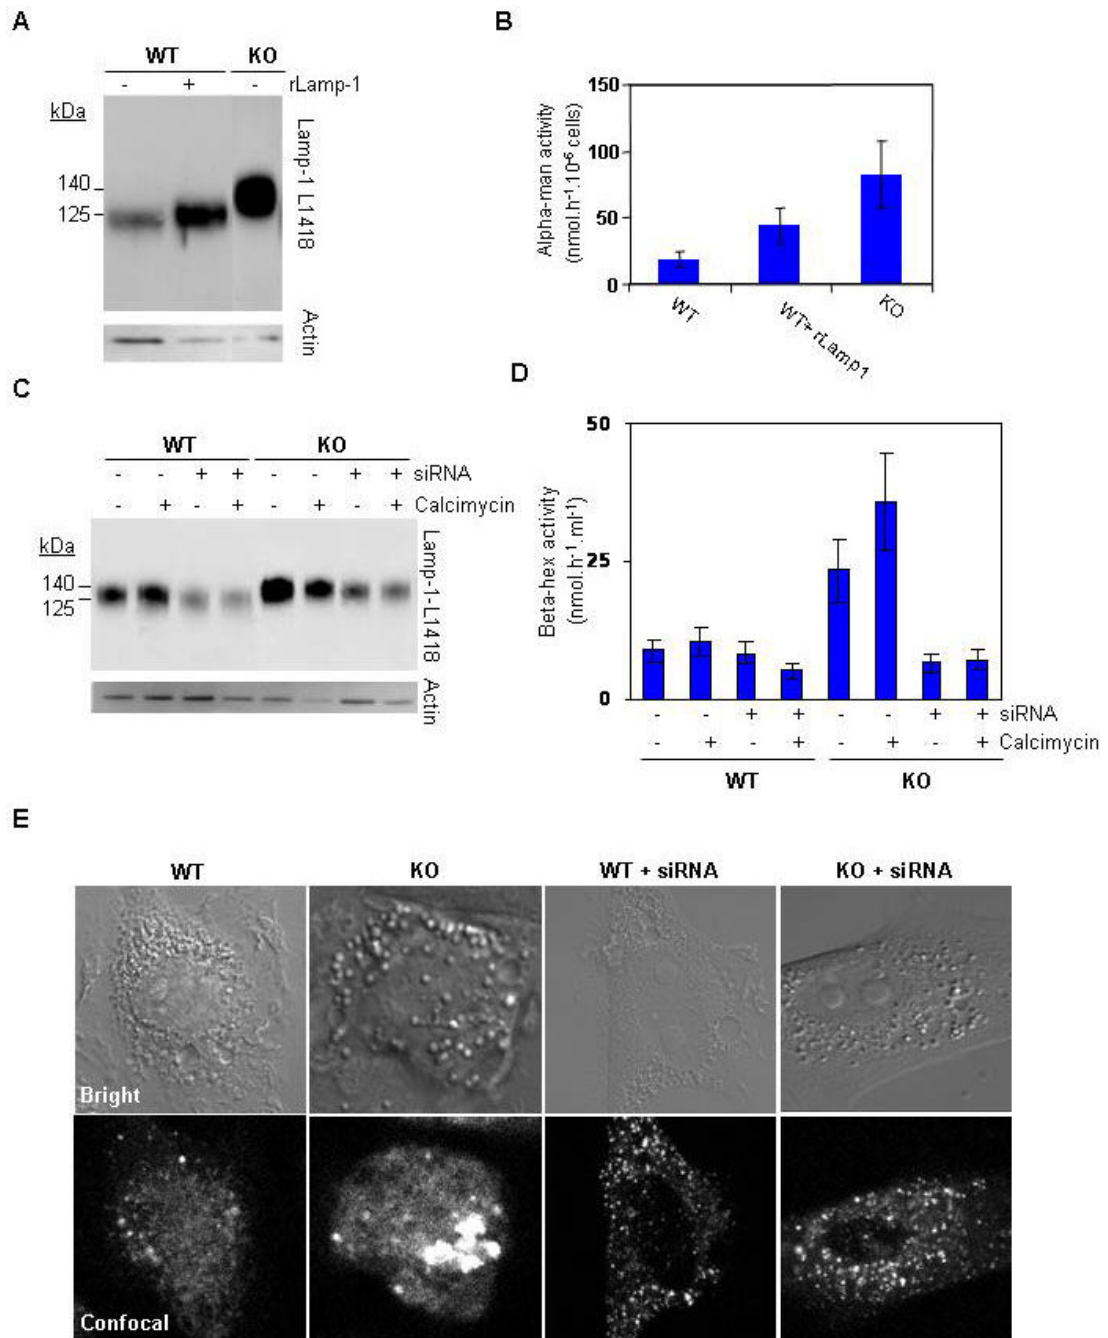 A
WT KO
- + - rLamp-1
kDa
140
125
Lamp-1 L1418
Actin
B
150
100
50
0
Alpha-man activity
(nmol.h-1.10-6 cells)
WT
WT+ rLamp1
KO
C
WT KO
- - + + - - + + siRNA
- + - + - + - + Calcimycin
kDa
140
125
Lamp-1-L1418
Actin
D
50
25
0
Beta-hex activity
(nmol.h-1.ml-1)
- - + + - - + + siRNA
- + - + - + - + Calcimycin
WT KO
E
WT KO WT + siRNA KO + siRNA
Bright
Confocal